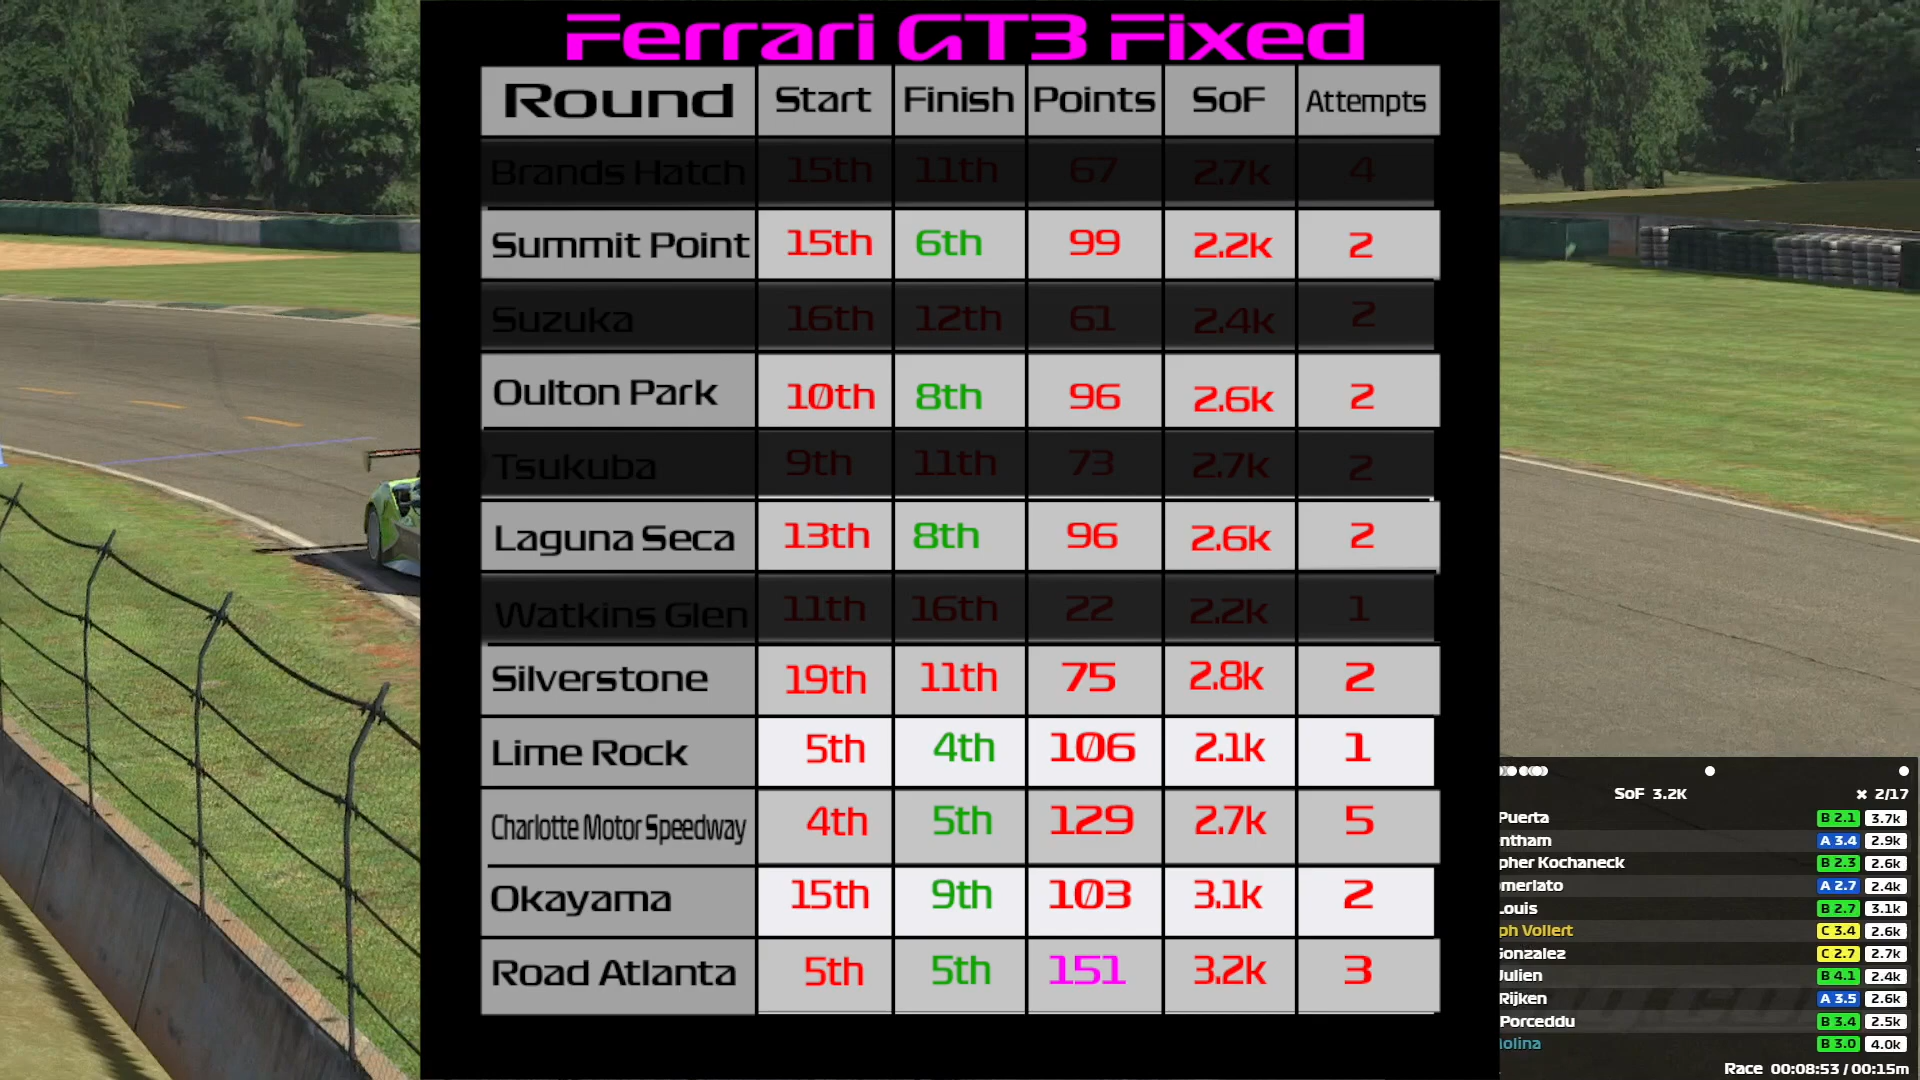 Ferrari GT3 Fixed
Round Start Finish Points SoF Attempts
Brands Hatch 15th 11th 67 2.7k 4
Summit Point 15th 6th 99 2.2k 2
Suzuka 16th 12th 61 2.4k 2
Oulton Park 10th 8th 96 2.6k 2
Tsukuba 9th 11th 73 2.7k 2
Laguna Seca 13th 8th 96 2.6k 2
Watkins Glen 11th 16th 22 2.2k 1
Silverstone 19th 11th 75 2.8k 2
Lime Rock 5th 4th 106 2.1k 1
Charlotte Motor Speedway 4th 5th 129 2.7k 5
Okayama 15th 9th 103 3.1k 2
Road Atlanta 5th 5th 151 3.2k 3
SoF 3.2K 2/17
Puerta B 2.1 3.7k
ntham A 3.4 2.9k
pher Kochaneck B 2.3 2.6k
omerlato A 2.7 2.4k
Louis B 2.7 3.1k
ph Vollert C 3.4 2.6k
Gonzalez C 2.7 2.7k
Julien B 4.1 2.4k
Rijken A 3.5 2.6k
Porceddu B 3.4 2.5k
olina B 3.0 4.0k
Race 00:08:53 / 00:15m